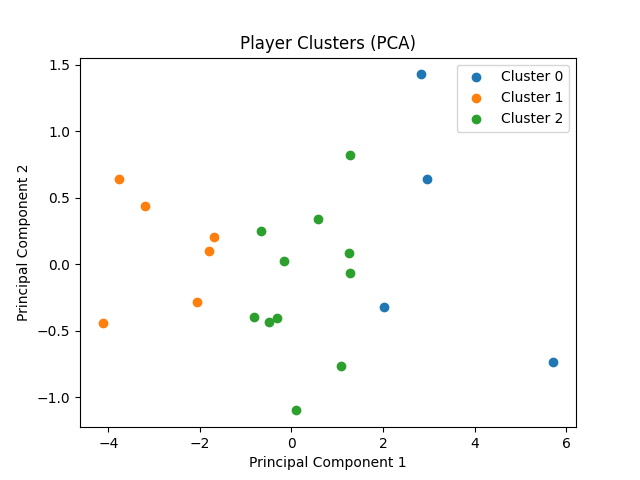 Player Clusters (PCA)
Cluster 0
Cluster 1
Cluster 2
Principal Component 2
1.5
1.0
0.5
0.0
−0.5
−1.0
−4
−2
0
2
4
6
Principal Component 1